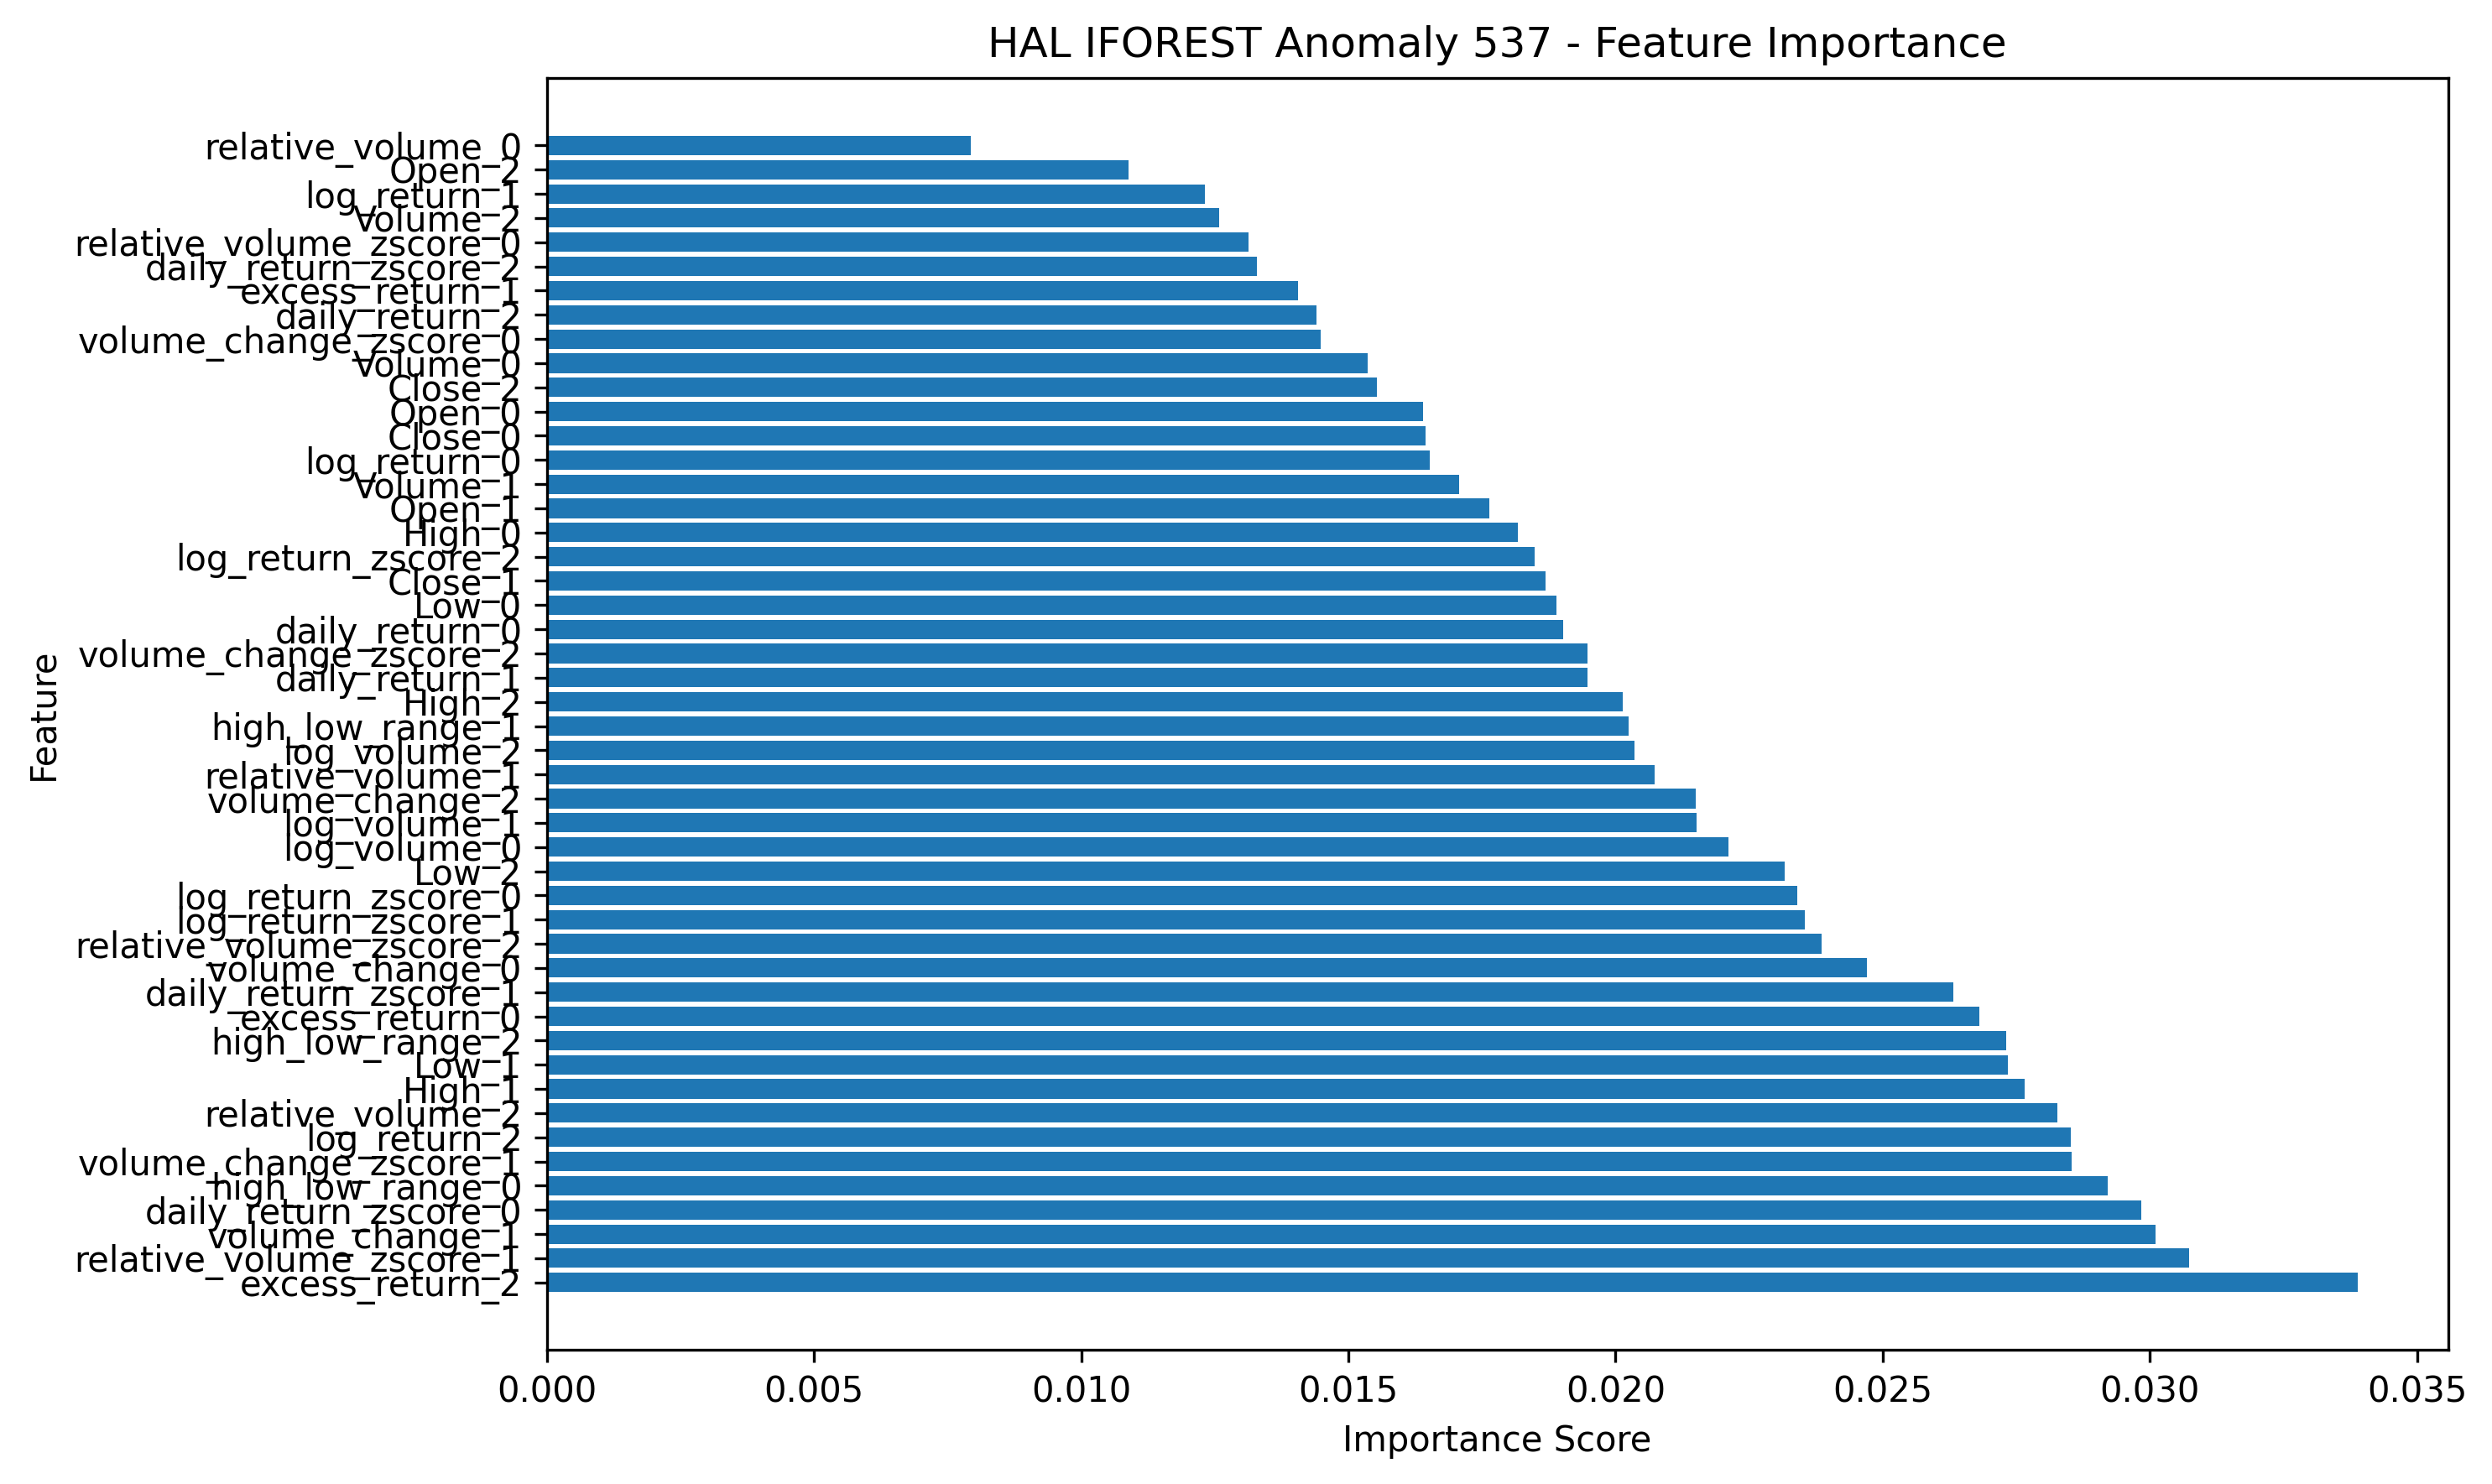 HAL IFOREST Anomaly 537 - Feature Importance
relative_volume_0
Open_2
log_return_1
Volume_2
relative_volume_zscore_0
daily_return_zscore_2
excess_return_1
daily_return_2
volume_change_zscore_0
Volume_0
Close_2
Open_0
Close_0
log_return_0
Volume_1
Open_1
High_0
log_return_zscore_2
Close_1
Low_0
daily_return_0
volume_change_zscore_2
daily_return_1
High_2
high_low_range_1
log_volume_2
relative_volume_1
volume_change_2
log_volume_1
log_volume_0
Low_2
log_return_zscore_0
log_return_zscore_1
relative_volume_zscore_2
volume_change_0
daily_return_zscore_1
excess_return_0
high_low_range_2
Low_1
High_1
relative_volume_2
log_return_2
volume_change_zscore_1
high_low_range_0
daily_return_zscore_0
volume_change_1
relative_volume_zscore_1
excess_return_2
Feature
0.000 0.005 0.010 0.015 0.020 0.025 0.030 0.035
Importance Score